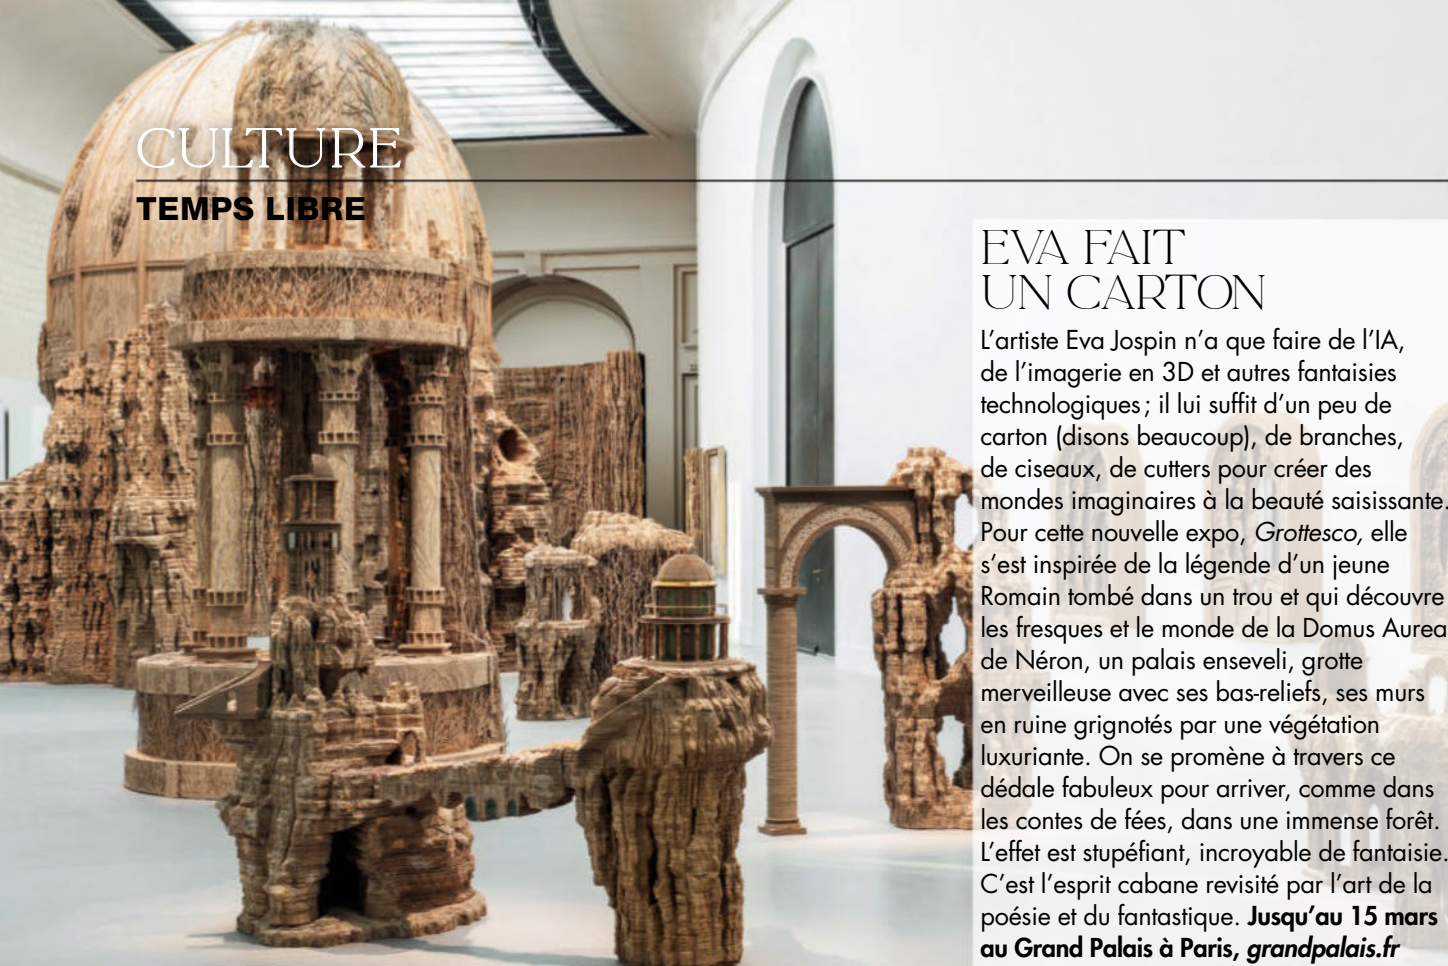 CULTURE
TEMPS LIBRE
EVA FAIT
UN CARTON
L’artiste Eva Jospin n’a que faire de l’IA,
de l’imagerie en 3D et autres fantaisies
technologiques ; il lui suffit d’un peu de
carton (disons beaucoup), de branches,
de ciseaux, de cutters pour créer des
mondes imaginaires à la beauté saisissante.
Pour cette nouvelle expo, Grottesco, elle
s’est inspirée de la légende d’un jeune
Romain tombé dans un trou et qui découvre
les fresques et le monde de la Domus Aurea
de Néron, un palais enseveli, grotte
merveilleuse avec ses bas-reliefs, ses murs
en ruine grignotés par une végétation
luxuriante. On se promène à travers ce
dédale fabuleux pour arriver, comme dans
les contes de fées, dans une immense forêt.
L’effet est stupéfiant, incroyable de fantaisie.
C’est l’esprit cabane revisité par l’art de la
poésie et du fantastique. Jusqu’au 15 mars
au Grand Palais à Paris, grandpalais.fr